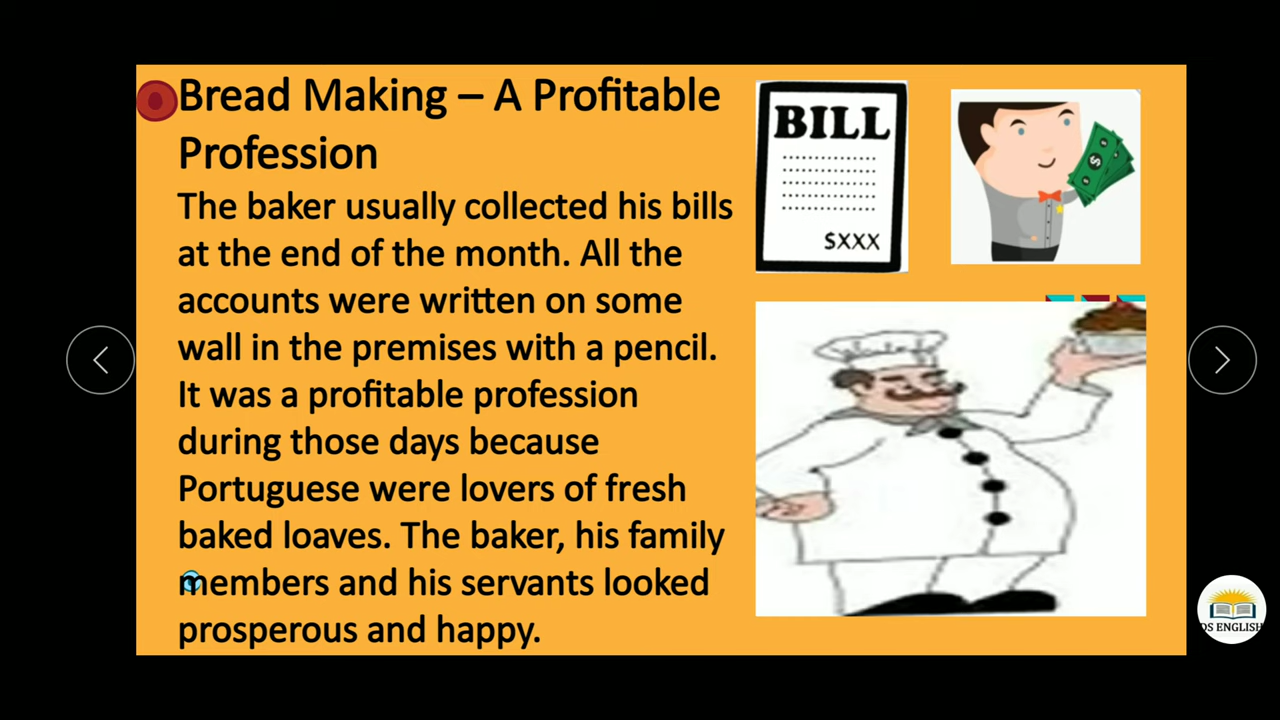 Bread Making – A Profitable
Profession
The baker usually collected his bills
at the end of the month. All the
accounts were written on some
wall in the premises with a pencil.
It was a profitable profession
during those days because
Portuguese were lovers of fresh
baked loaves. The baker, his family
members and his servants looked
prosperous and happy.
BILL
$XXX
DS ENGLISH